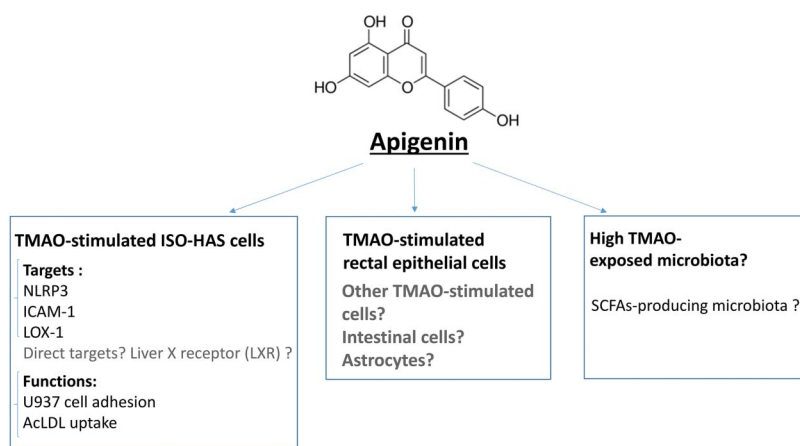 OH
O
HO
O
OH
Apigenin
TMAO-stimulated ISO-HAS cells
Targets :
NLRP3
ICAM-1
LOX-1
Direct targets? Liver X receptor (LXR) ?
Functions:
U937 cell adhesion
AcLDL uptake
TMAO-stimulated
rectal epithelial cells
Other TMAO-stimulated
cells?
Intestinal cells?
Astrocytes?
High TMAO-
exposed microbiota?
SCFAs-producing microbiota ?